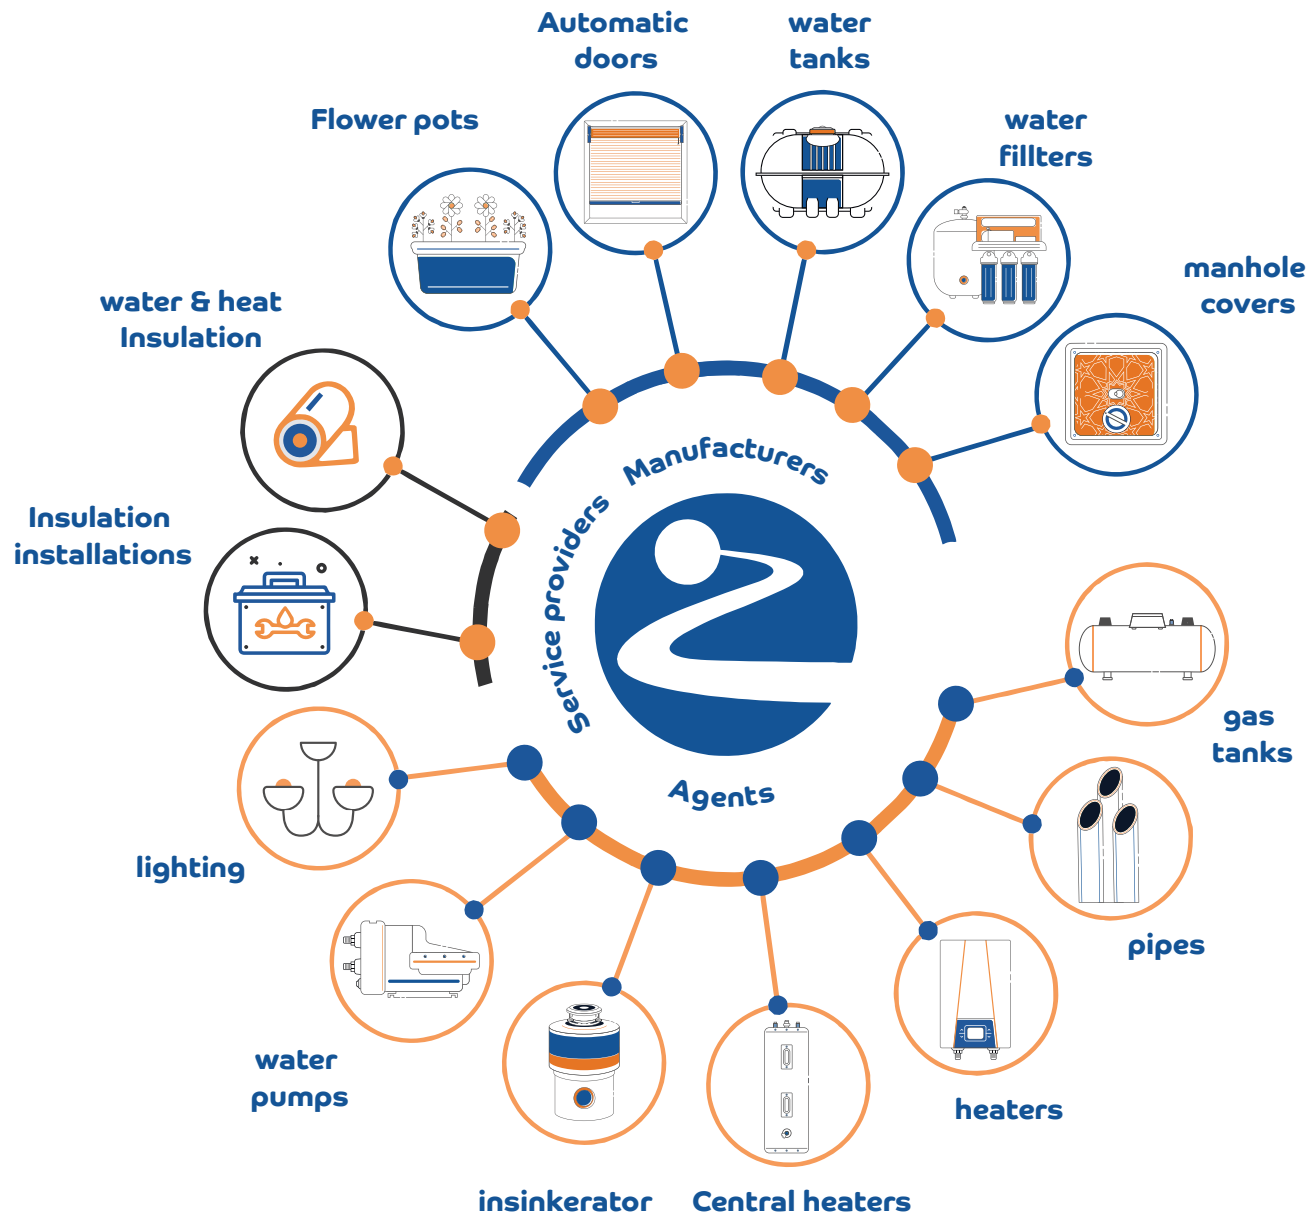 Automatic
doors
water
tanks
Flower pots
water
fillters
manhole
covers
water & heat
Insulation
Insulation
installations
Manufacturers
Service providers
Agents
gas
tanks
pipes
heaters
Central heaters
insinkerator
water
pumps
lighting